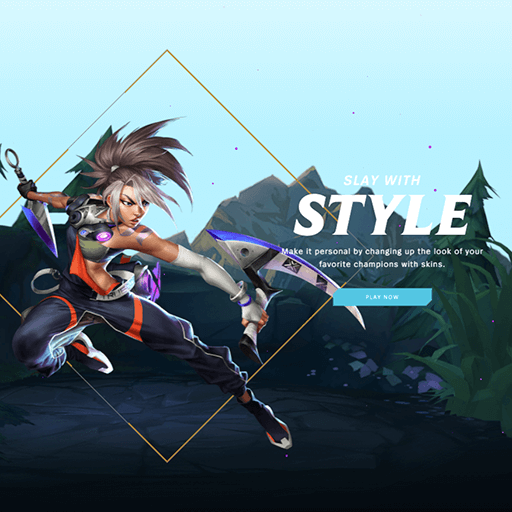 SLAY WITH
STYLE
Make it personal by changing up the look of your
favorite champions with skins.
PLAY NOW